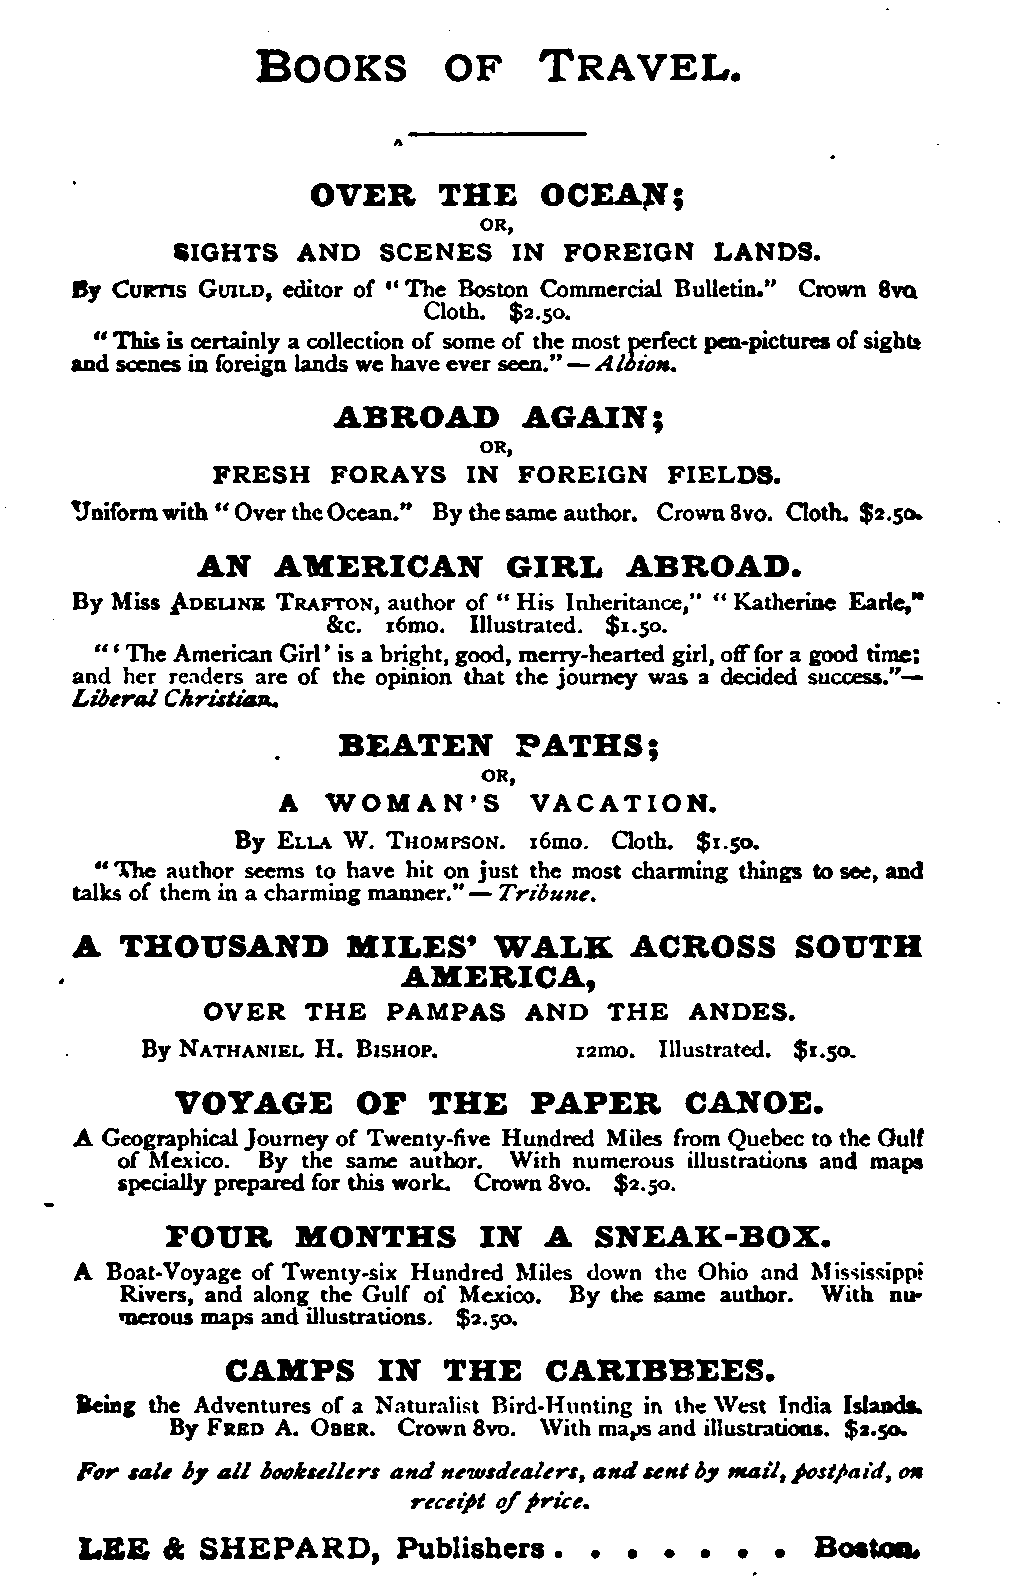 BOOKS OF TRAVEL.
OVER THE OCEAN;
OR,
SIGHTS AND SCENES IN FOREIGN LANDS.
By CURTIS GUILD, editor of "The Boston Commercial Bulletin." Crown 8vo.
Cloth. $2.50.
"This is certainly a collection of some of the most perfect pen-pictures of sights
and scenes in foreign lands we have ever seen." — Albion.
ABROAD AGAIN;
OR,
FRESH FORAYS IN FOREIGN FIELDS.
Uniform with "Over the Ocean." By the same author. Crown 8vo. Cloth. $2.50.
AN AMERICAN GIRL ABROAD.
By Miss ADELINE TRAFTON, author of "His Inheritance," "Katherine Earle,"
&c. 16mo. Illustrated. $1.50.
"'The American Girl' is a bright, good, merry-hearted girl, off for a good time;
and her readers are of the opinion that the journey was a decided success."—
Liberal Christian.
BEATEN PATHS;
OR,
A WOMAN'S VACATION.
By ELLA W. THOMPSON. 16mo. Cloth. $1.50.
"The author seems to have hit on just the most charming things to see, and
talks of them in a charming manner." — Tribune.
A THOUSAND MILES' WALK ACROSS SOUTH
AMERICA,
OVER THE PAMPAS AND THE ANDES.
By NATHANIEL H. BISHOP. 12mo. Illustrated. $1.50.
VOYAGE OF THE PAPER CANOE.
A Geographical Journey of Twenty-five Hundred Miles from Quebec to the Gulf
of Mexico. By the same author. With numerous illustrations and maps
specially prepared for this work. Crown 8vo. $2.50.
FOUR MONTHS IN A SNEAK-BOX.
A Boat-Voyage of Twenty-six Hundred Miles down the Ohio and Mississippi
Rivers, and along the Gulf of Mexico. By the same author. With nu-
merous maps and illustrations. $2.50.
CAMPS IN THE CARIBBEES.
Being the Adventures of a Naturalist Bird-Hunting in the West India Islands.
By FRED A. OBER. Crown 8vo. With maps and illustrations. $2.50.
For sale by all booksellers and newsdealers, and sent by mail, postpaid, on
receipt of price.
LEE & SHEPARD, Publishers . . . . . . . Boston.